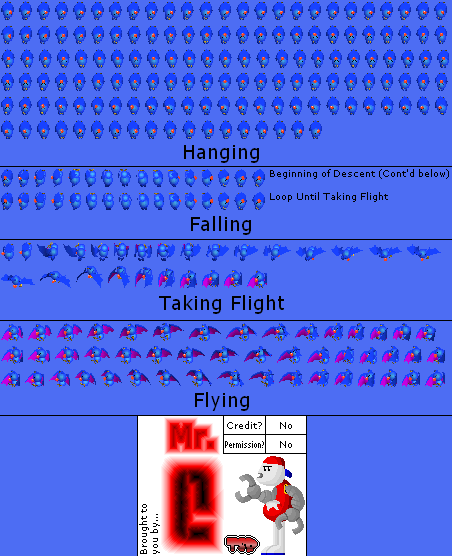 Hanging
Beginning of Descent (Cont'd below)
Loop Until Taking Flight
Falling
Taking Flight
Flying
Mr.
C
Credit? No
Permission? No
Brought to
you by...